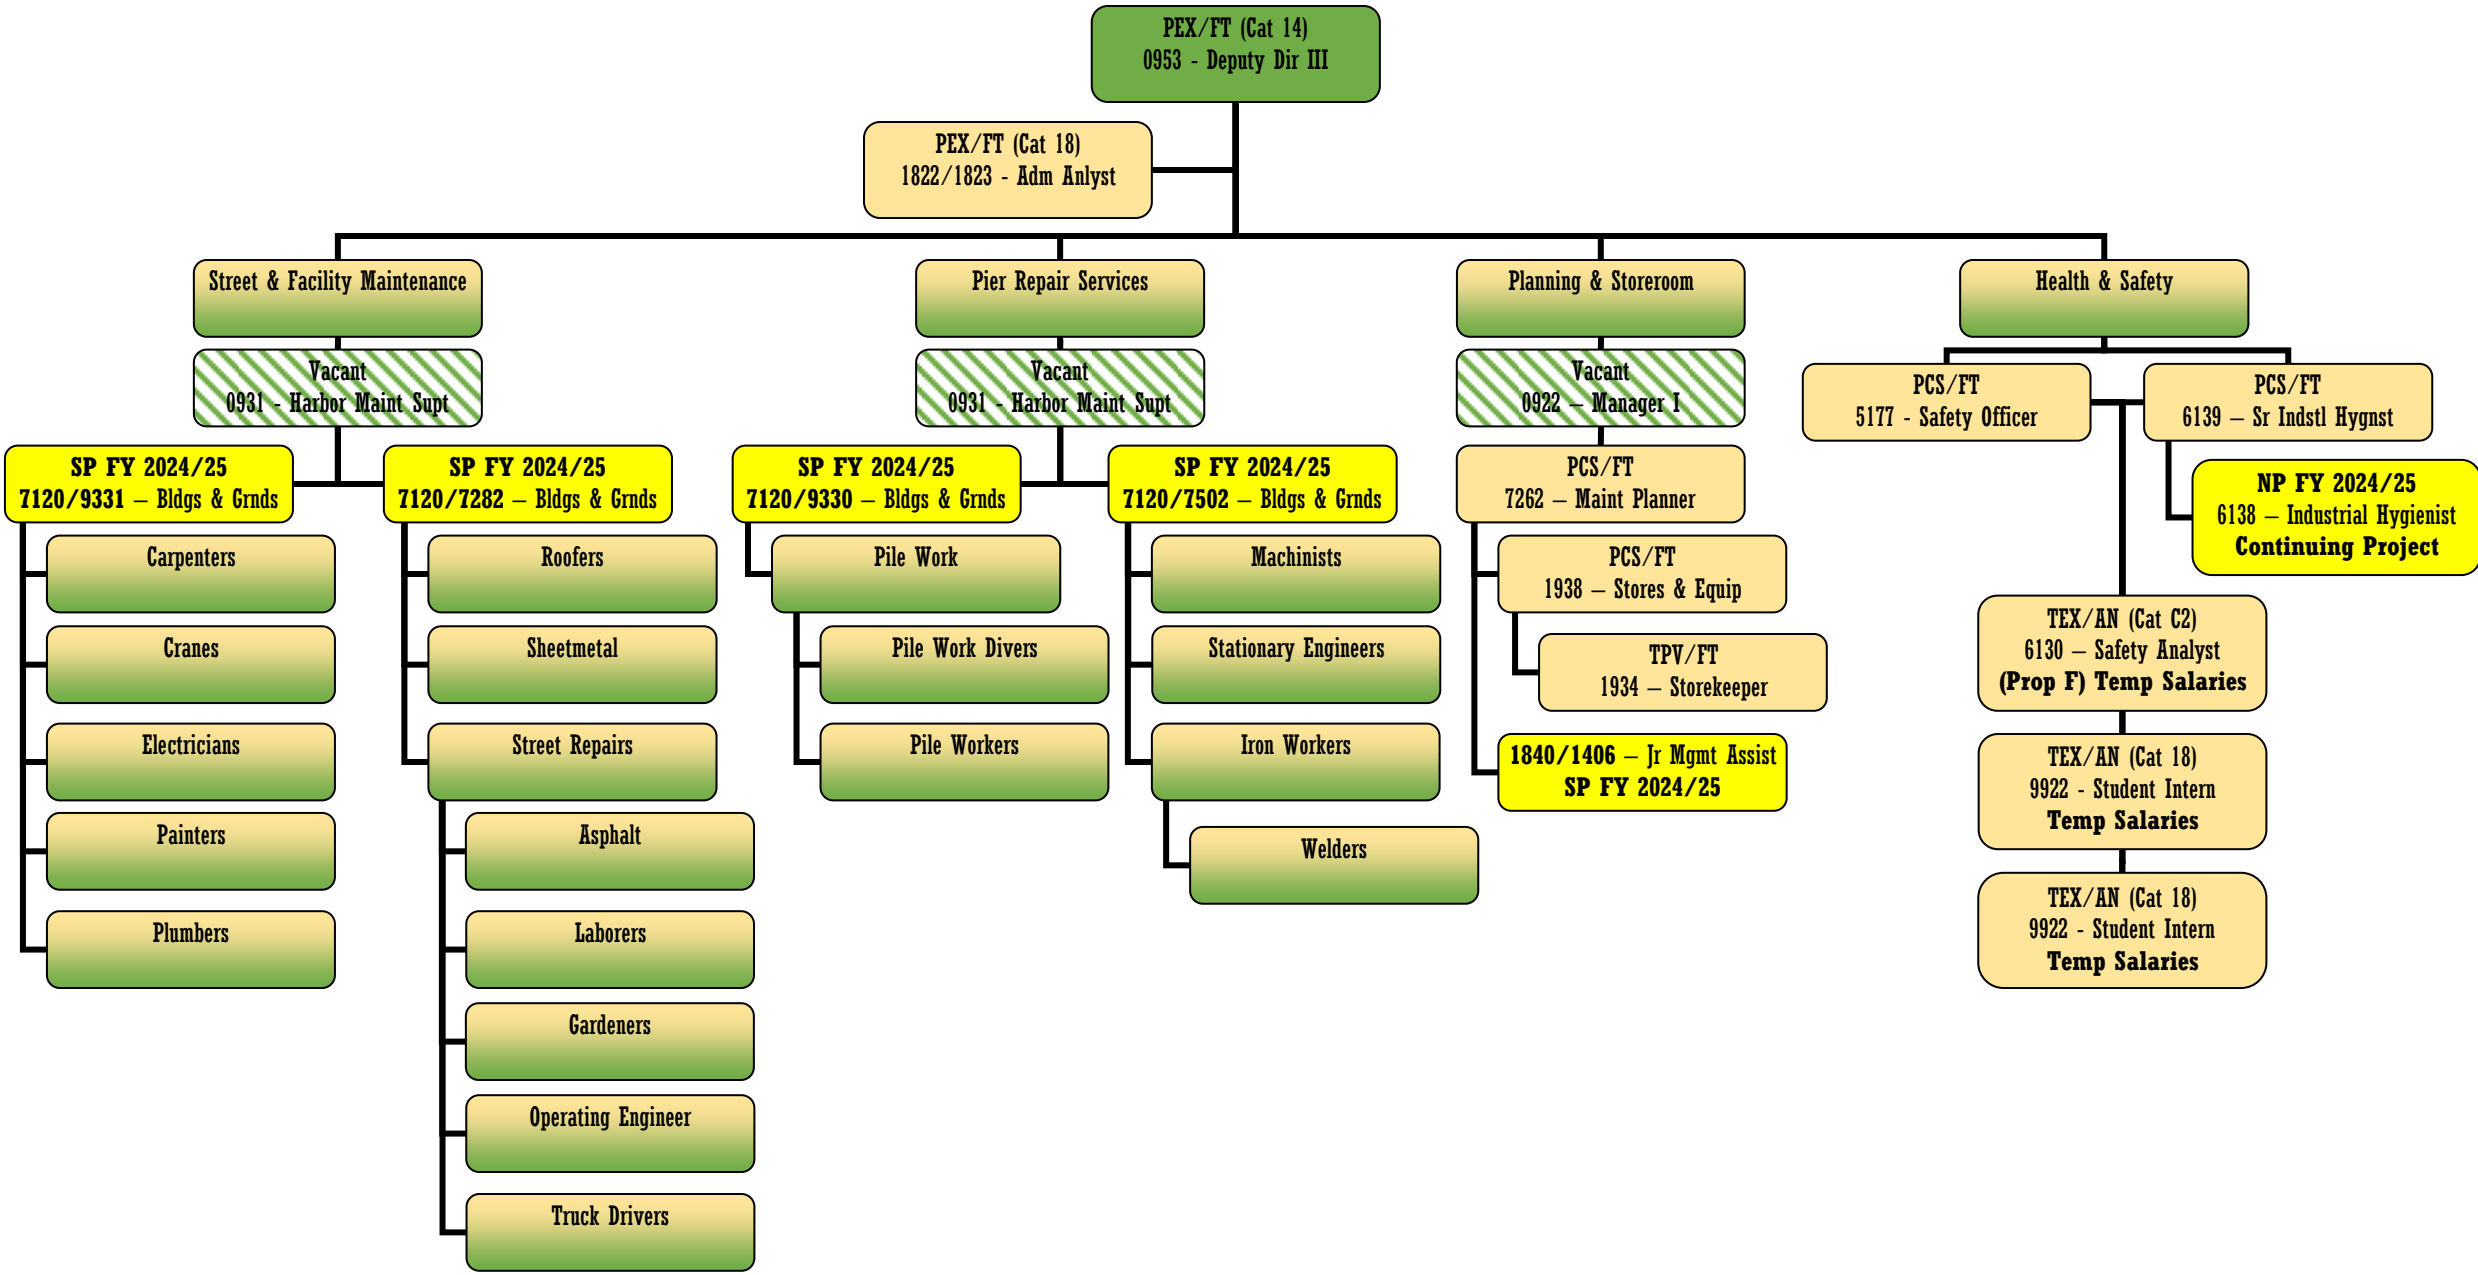 PEX/FT (Cat 14)
0953 - Deputy Dir III
PEX/FT (Cat 18)
1822/1823 - Adm Anlyst
Street & Facility Maintenance
Vacant
0931 - Harbor Maint Supt
SP FY 2024/25
7120/9331 – Bldgs & Grnds
Carpenters
Cranes
Electricians
Painters
Plumbers
SP FY 2024/25
7120/7282 – Bldgs & Grnds
Roofers
Sheetmetal
Street Repairs
Asphalt
Laborers
Gardeners
Operating Engineer
Truck Drivers
Pier Repair Services
Vacant
0931 - Harbor Maint Supt
SP FY 2024/25
7120/9330 – Bldgs & Grnds
Pile Work
Pile Work Divers
Pile Workers
SP FY 2024/25
7120/7502 – Bldgs & Grnds
Machinists
Stationary Engineers
Iron Workers
Welders
Planning & Storeroom
Vacant
0922 – Manager I
PCS/FT
7262 – Maint Planner
PCS/FT
1938 – Stores & Equip
TPV/FT
1934 – Storekeeper
1840/1406 – Jr Mgmt Assist
SP FY 2024/25
Health & Safety
PCS/FT
5177 - Safety Officer
PCS/FT
6139 – Sr Indstl Hygnst
NP FY 2024/25
6138 – Industrial Hygienist
Continuing Project
TEX/AN (Cat C2)
6130 – Safety Analyst
(Prop F) Temp Salaries
TEX/AN (Cat 18)
9922 - Student Intern
Temp Salaries
TEX/AN (Cat 18)
9922 - Student Intern
Temp Salaries